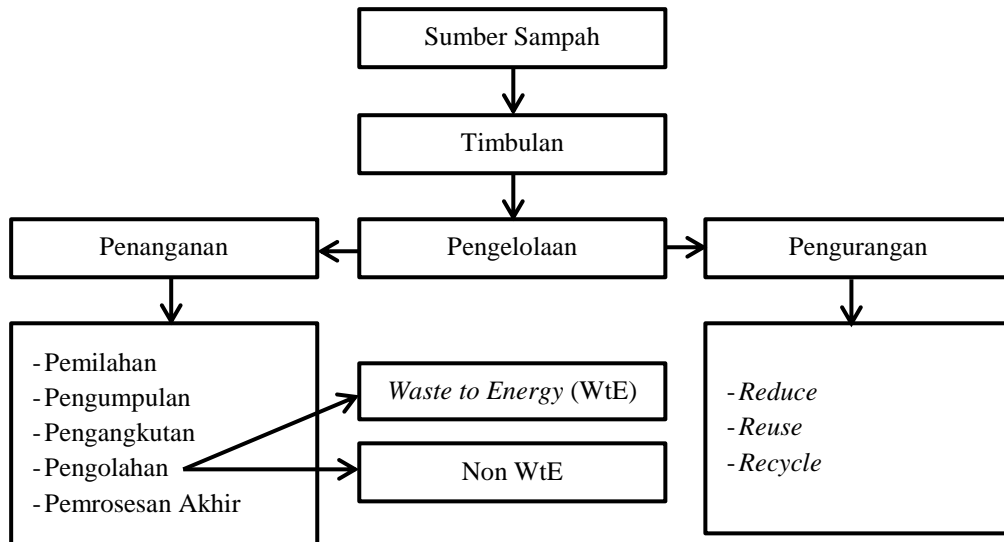 Sumber Sampah
Timbulan
Penanganan
Pengelolaan
Pengurangan
-Pemilahan
-Pengumpulan
-Pengangkutan
-Pengolahan
-Pemrosesan Akhir
Waste to Energy (WtE)
Non WtE
-Reduce
-Reuse
-Recycle